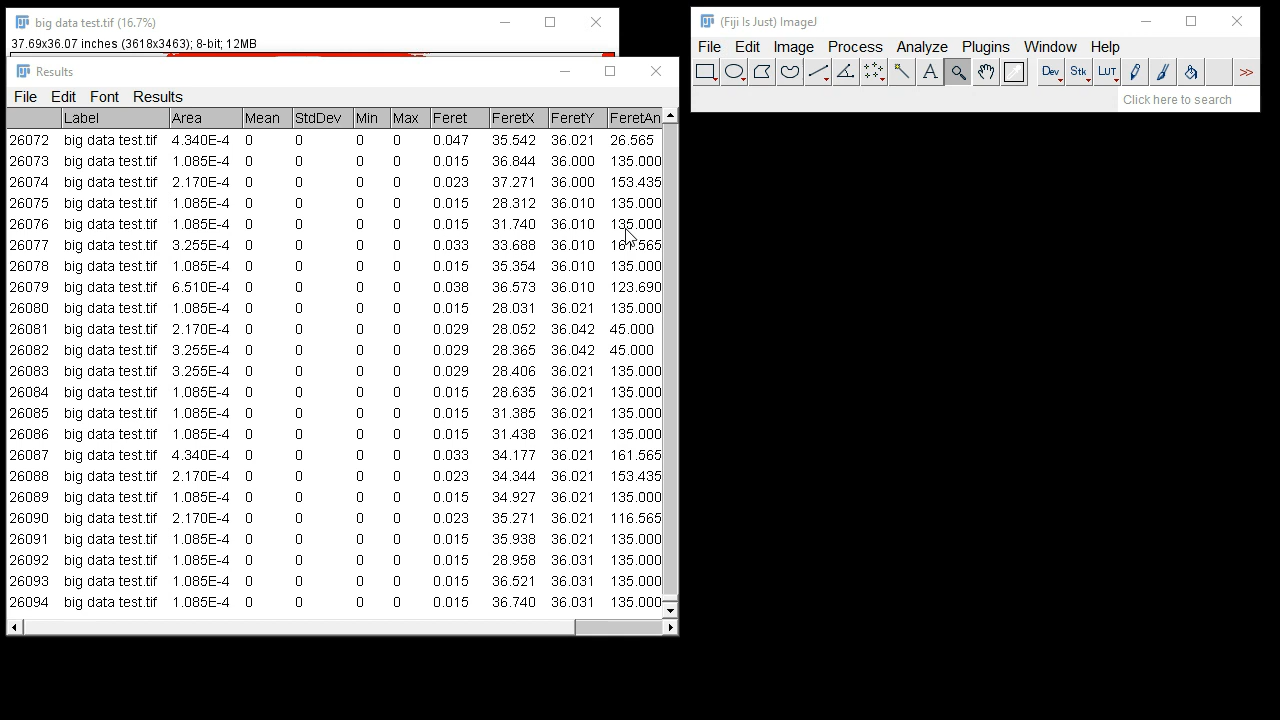 big data test.tif (16.7%)
37.69x36.07 inches (3618x3463); 8-bit; 12MB
Results
File Edit Font Results
Label Area Mean StdDev Min Max Feret FeretX FeretY FeretAn
26072 big data test.tif 4.340E-4 0 0 0 0 0.047 35.542 36.021 26.565
26073 big data test.tif 1.085E-4 0 0 0 0 0.015 36.844 36.000 135.000
26074 big data test.tif 2.170E-4 0 0 0 0 0.023 37.271 36.000 153.435
26075 big data test.tif 1.085E-4 0 0 0 0 0.015 28.312 36.010 135.000
26076 big data test.tif 1.085E-4 0 0 0 0 0.015 31.740 36.010 135.000
26077 big data test.tif 3.255E-4 0 0 0 0 0.033 33.688 36.010 161.565
26078 big data test.tif 1.085E-4 0 0 0 0 0.015 35.354 36.010 135.000
26079 big data test.tif 6.510E-4 0 0 0 0 0.038 36.573 36.010 123.690
26080 big data test.tif 1.085E-4 0 0 0 0 0.015 28.031 36.021 135.000
26081 big data test.tif 2.170E-4 0 0 0 0 0.029 28.052 36.042 45.000
26082 big data test.tif 3.255E-4 0 0 0 0 0.029 28.365 36.042 45.000
26083 big data test.tif 3.255E-4 0 0 0 0 0.029 28.406 36.021 135.000
26084 big data test.tif 1.085E-4 0 0 0 0 0.015 28.635 36.021 135.000
26085 big data test.tif 1.085E-4 0 0 0 0 0.015 31.385 36.021 135.000
26086 big data test.tif 1.085E-4 0 0 0 0 0.015 31.438 36.021 135.000
26087 big data test.tif 4.340E-4 0 0 0 0 0.033 34.177 36.021 161.565
26088 big data test.tif 2.170E-4 0 0 0 0 0.023 34.344 36.021 153.435
26089 big data test.tif 1.085E-4 0 0 0 0 0.015 34.927 36.021 135.000
26090 big data test.tif 2.170E-4 0 0 0 0 0.023 35.271 36.021 116.565
26091 big data test.tif 1.085E-4 0 0 0 0 0.015 35.938 36.021 135.000
26092 big data test.tif 1.085E-4 0 0 0 0 0.015 28.958 36.031 135.000
26093 big data test.tif 1.085E-4 0 0 0 0 0.015 36.521 36.031 135.000
26094 big data test.tif 1.085E-4 0 0 0 0 0.015 36.740 36.031 135.000
(Fiji Is Just) ImageJ
File Edit Image Process Analyze Plugins Window Help
A Dev Stk LUT >>
Click here to search